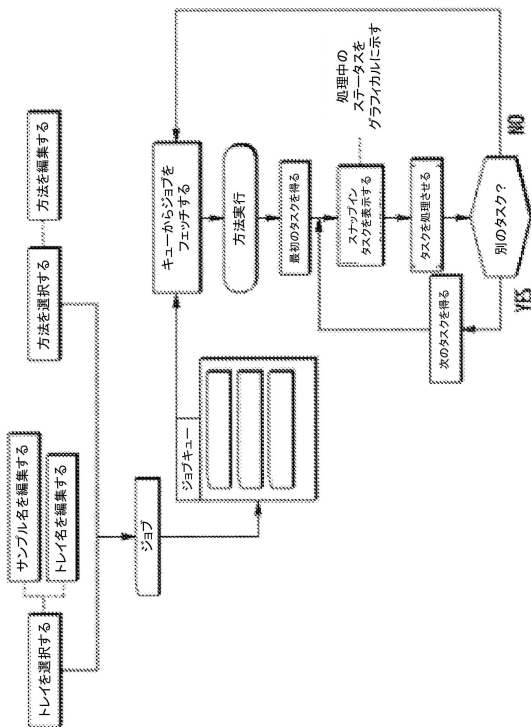 トレイを選択する
サンプル名を編集する
トレイ名を編集する
方法を選択する
方法を編集する
ジョブ
ジョブキュー
キューからジョブを
フェッチする
方法実行
最初のタスクを得る
スナップイン
タスクを表示する
処理中の
ステータスを
グラフィカルに示す
タスクを処理させる
別のタスク?
YES
NO
次のタスクを得る